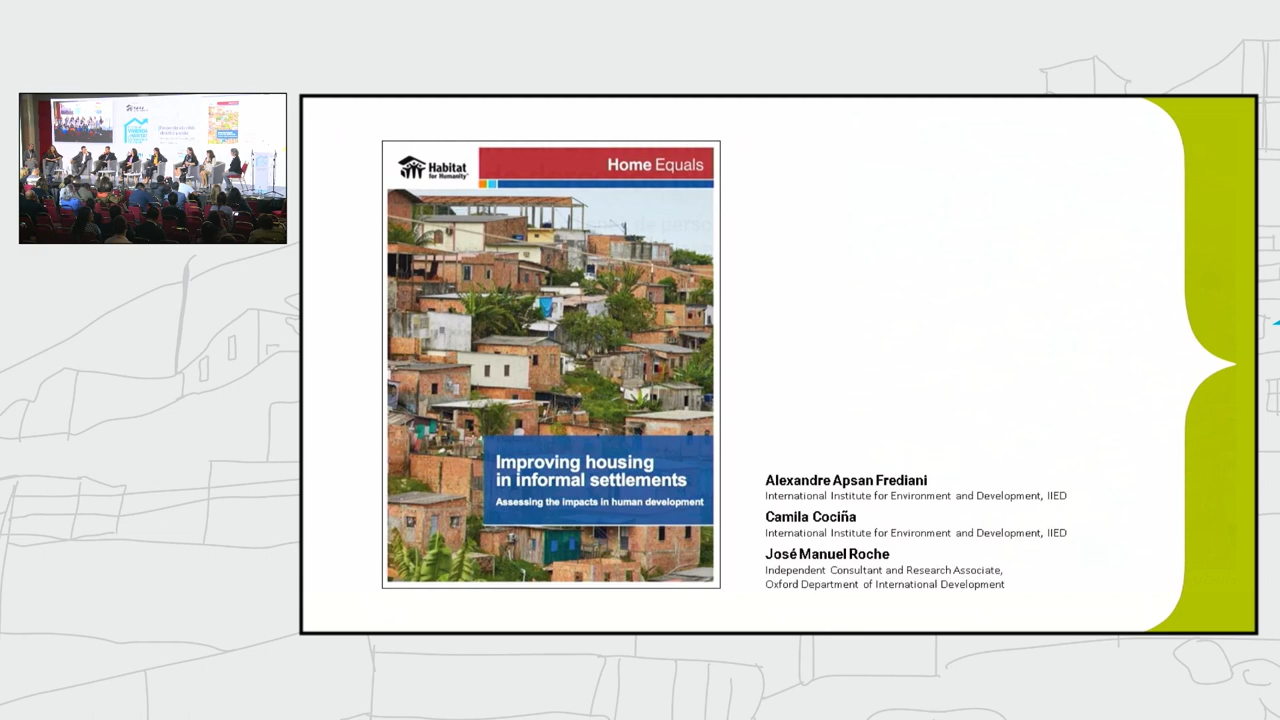 Habitat
for Humanity
Home Equals
Improving housing
in informal settlements
Assessing the impacts in human development
Alexandre Apsan Frediani
International Institute for Environment and Development, IIED
Camila Cociña
International Institute for Environment and Development, IIED
José Manuel Roche
Independent Consultant and Research Associate,
Oxford Department of International Development